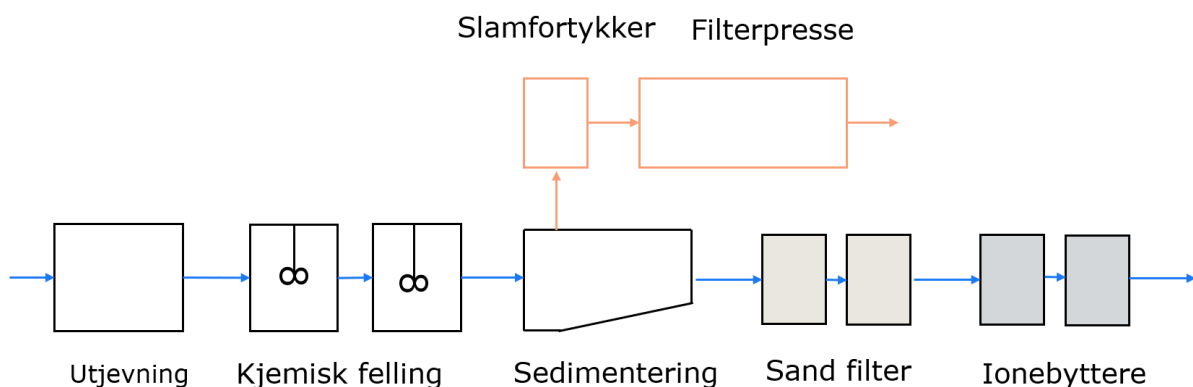 Slamfortykker
Filterpresse
Utjevning
Kjemisk felling
Sedimentering
Sand filter
Ionebyttere